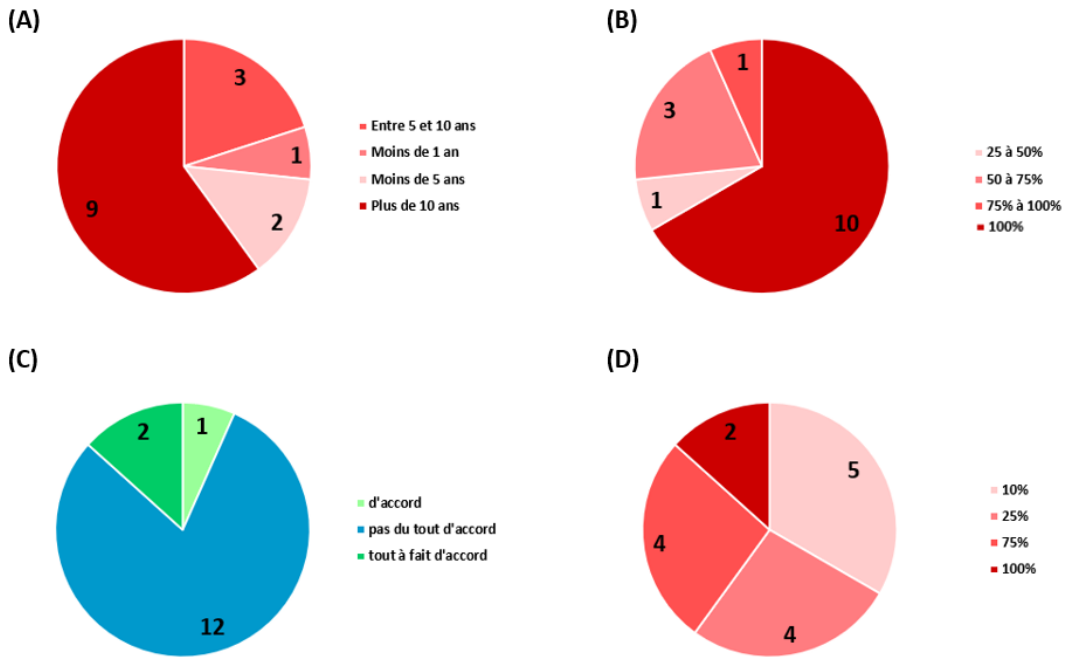 (A)
3
1
2
9
Entre 5 et 10 ans
Moins de 1 an
Moins de 5 ans
Plus de 10 ans
(B)
1
3
1
10
25 à 50%
50 à 75%
75% à 100%
100%
(C)
2
1
12
d'accord
pas du tout d'accord
tout à fait d'accord
(D)
2
5
4
4
10%
25%
75%
100%